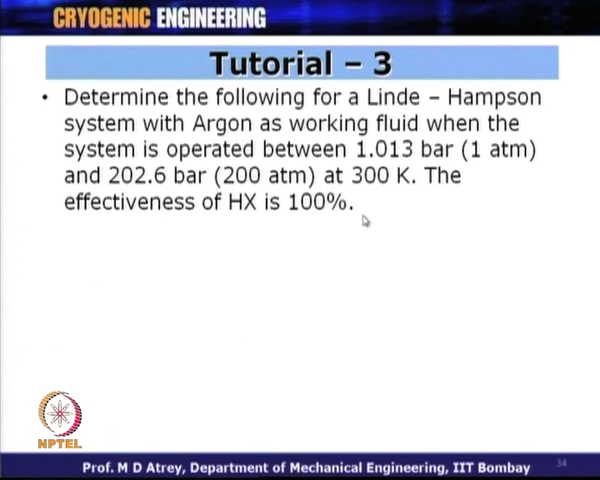 CRYOGENIC ENGINEERING
Tutorial – 3
• Determine the following for a Linde – Hampson
system with Argon as working fluid when the
system is operated between 1.013 bar (1 atm)
and 202.6 bar (200 atm) at 300 K. The
effectiveness of HX is 100%.
NPTEL
Prof. M D Atrey, Department of Mechanical Engineering, IIT Bombay
34